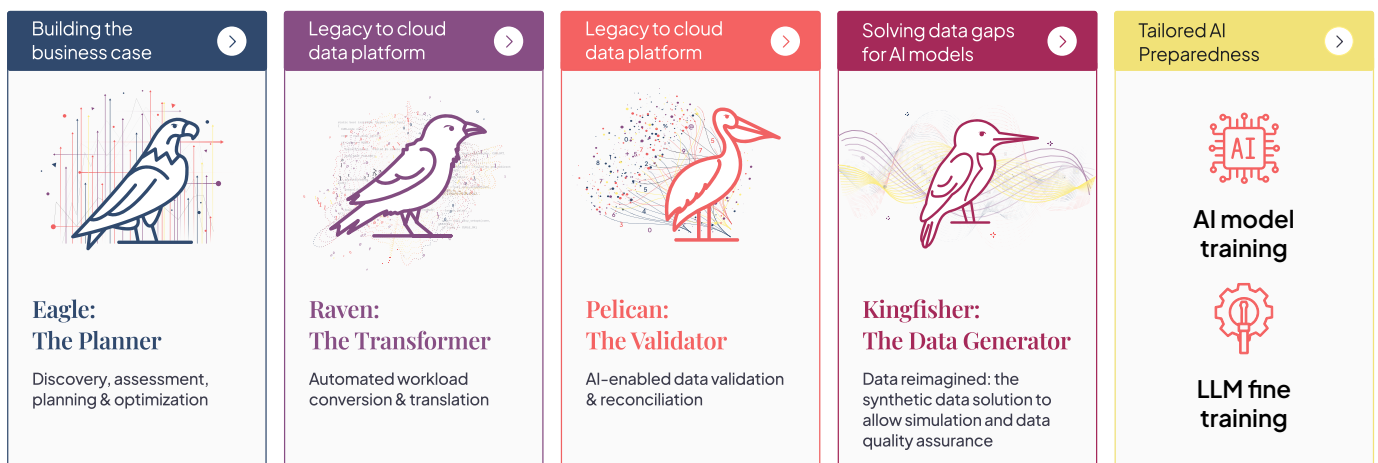 Building the
business case
Legacy to cloud
data platform
Legacy to cloud
data platform
Solving data gaps
for AI models
Tailored AI
Preparedness
Eagle:
The Planner
Discovery, assessment,
planning & optimization
Raven:
The Transformer
Automated workload
conversion & translation
Pelican:
The Validator
AI-enabled data validation
& reconciliation
Kingfisher:
The Data Generator
Data reimagined: the
synthetic data solution to
allow simulation and data
quality assurance
AI
AI model
training
LLM fine
training